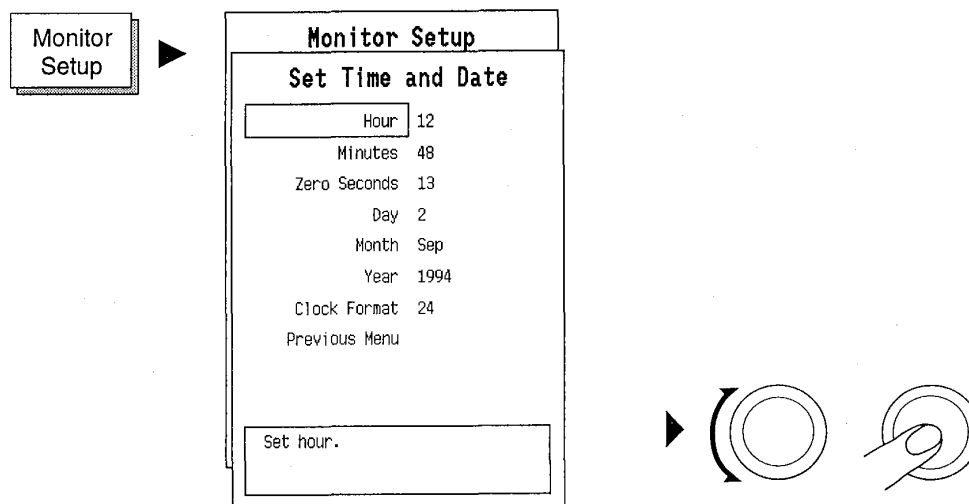 Monitor
Setup
Monitor Setup
Set Time and Date
Hour 12
Minutes 48
Zero Seconds 13
Day 2
Month Sep
Year 1994
Clock Format 24
Previous Menu
Set hour.